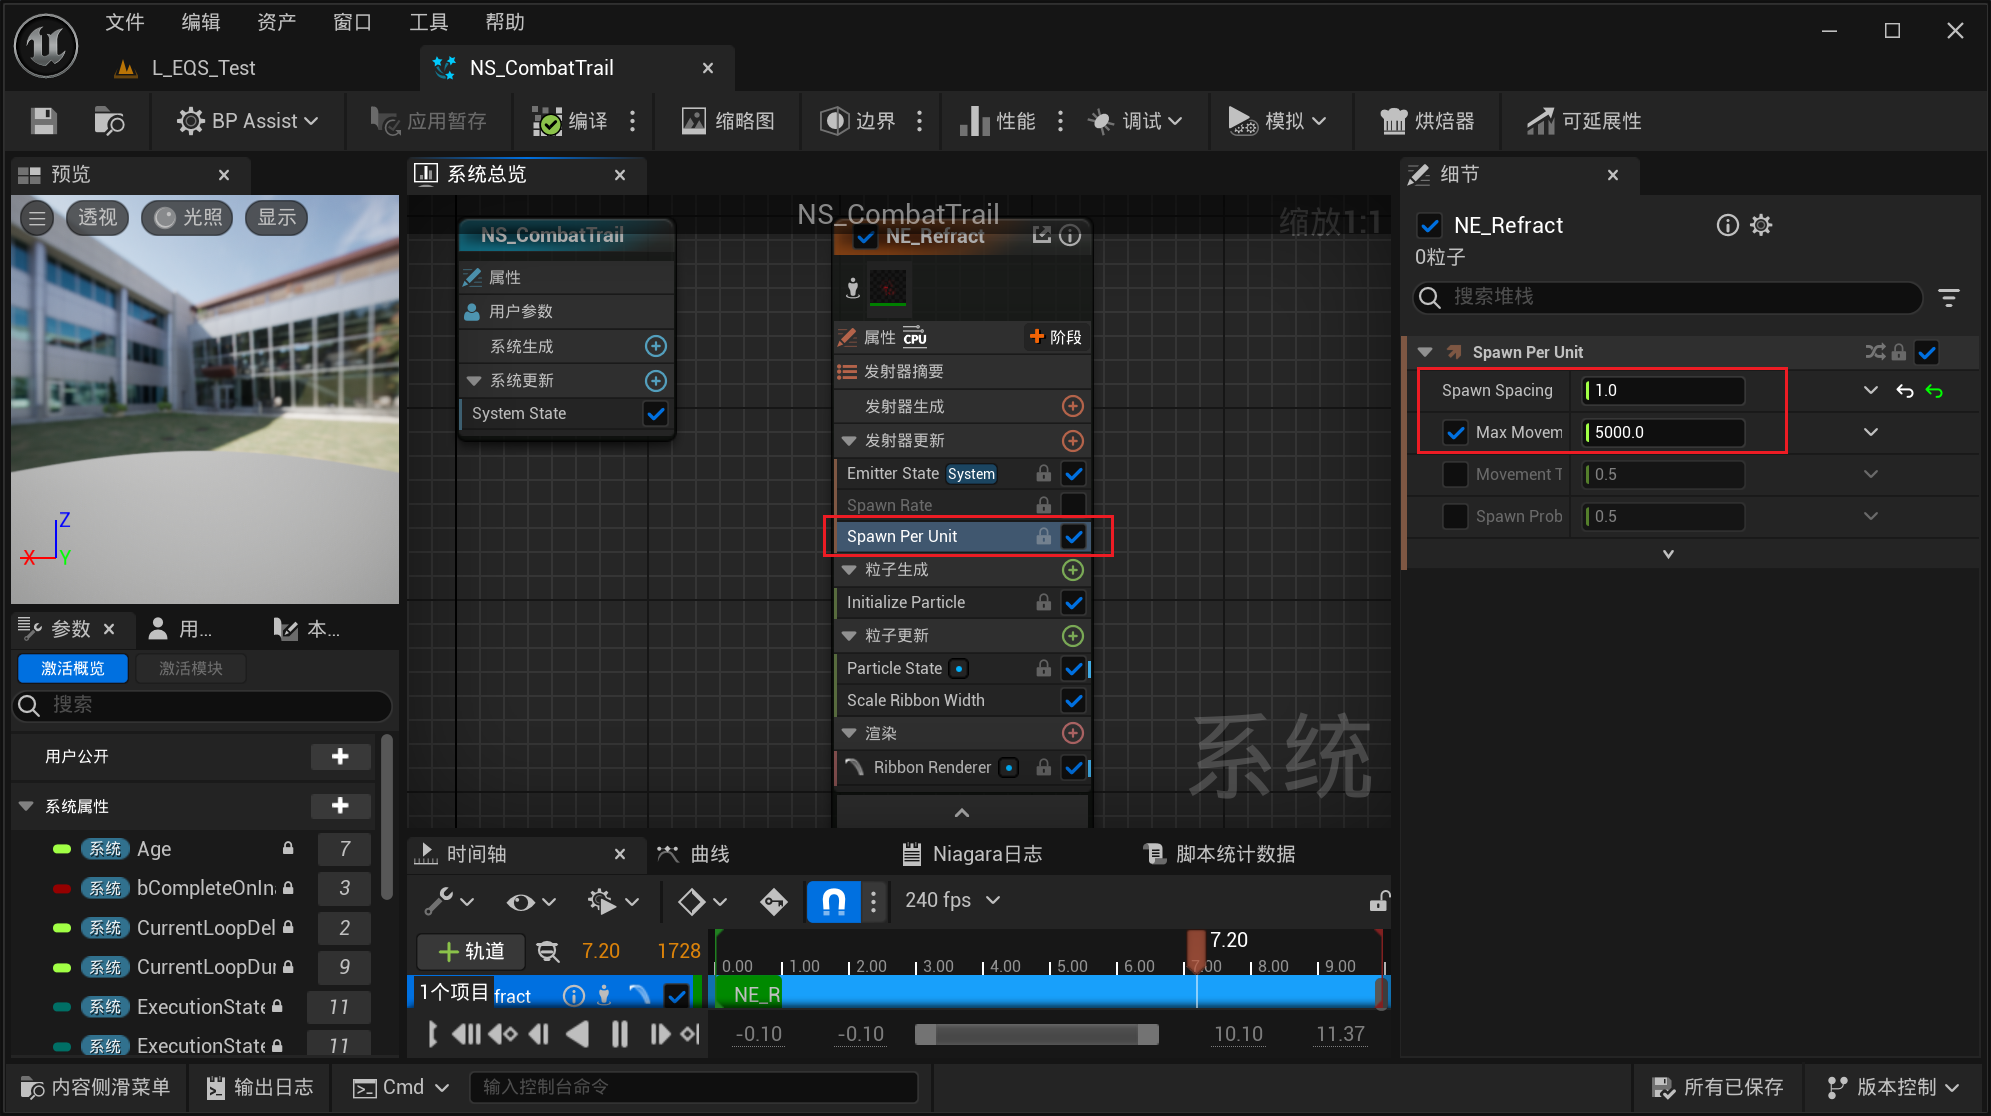 文件 编辑 资产 窗口 工具 帮助
L_EQS_Test
NS_CombatTrail
BP Assist
应用暂存
编译
缩略图
边界
性能
调试
模拟
烘焙器
可延展性
预览
透视 光照 显示
Z
X
Y
系统总览
NS_CombatTrail
缩放1:1
NS_CombatTrail
属性
用户参数
系统生成
系统更新
System State
NE_Refract
属性 CPU 阶段
发射器摘要
发射器生成
发射器更新
Emitter State System
Spawn Rate
Spawn Per Unit
粒子生成
Initialize Particle
粒子更新
Particle State
Scale Ribbon Width
渲染
Ribbon Renderer
系统
细节
NE_Refract
0粒子
搜索堆栈
Spawn Per Unit
Spawn Spacing 1.0
Max Movem 5000.0
Movement T 0.5
Spawn Prob 0.5
参数 用... 本...
激活概览 激活模块
搜索
用户公开
系统属性
系统 Age 7
系统 bCompleteOnIna 3
系统 CurrentLoopDel 2
系统 CurrentLoopDur 9
系统 ExecutionState 11
系统 ExecutionState 11
时间轴 曲线 Niagara日志 脚本统计数据
240 fps
轨道 7.20 1728
7.20
0.00 1.00 2.00 3.00 4.00 5.00 6.00 7.00 8.00 9.00
1个项目 fract
NE_R
-0.10 -0.10 10.10 11.37
内容侧滑菜单 输出日志 Cmd 输入控制台命令 所有已保存 版本控制